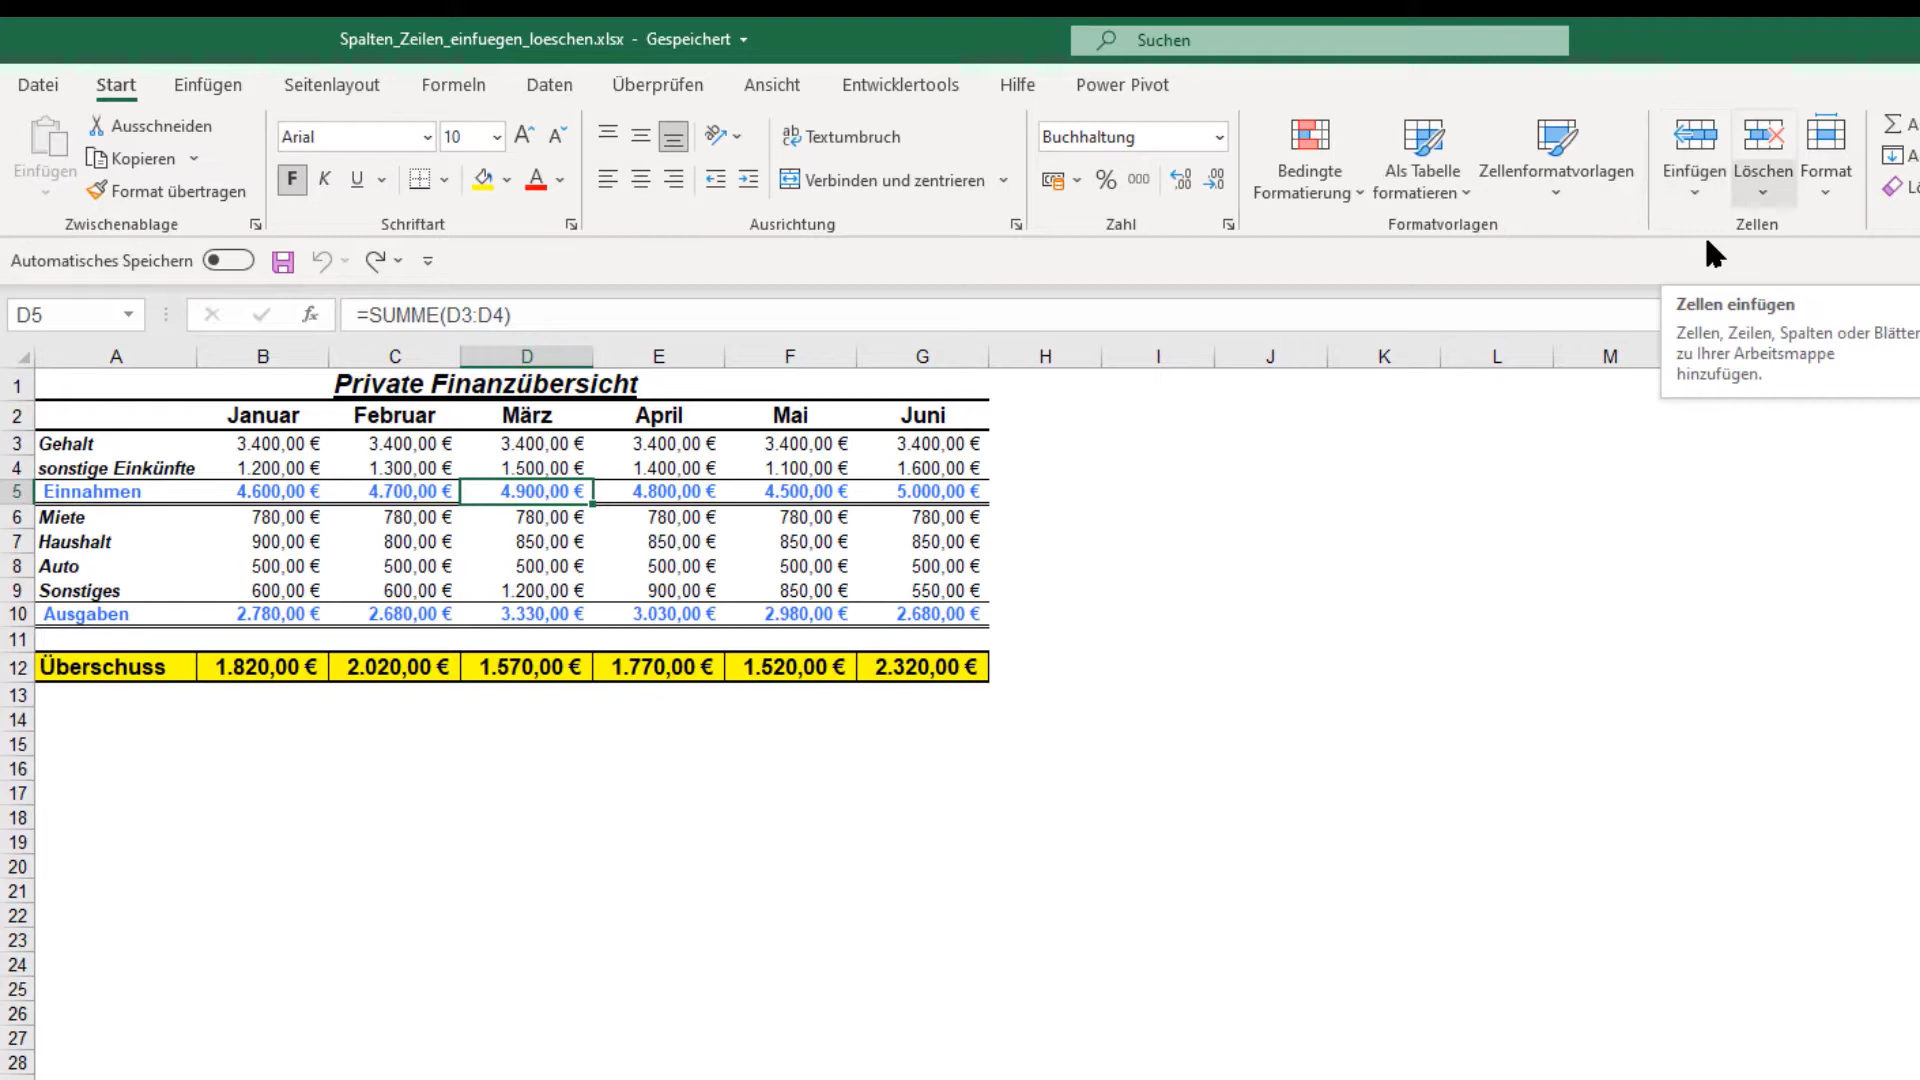 Spalten_Zeilen_einfuegen_loeschen.xlsx - Gespeichert
Suchen
Datei Start Einfügen Seitenlayout Formeln Daten Überprüfen Ansicht Entwicklertools Hilfe Power Pivot
Einfügen
Ausschneiden
Kopieren
Format übertragen
Zwischenablage
Arial 10
F K U
Schriftart
Textumbruch
Verbinden und zentrieren
Ausrichtung
Buchhaltung
% 000
Zahl
Bedingte Formatierung
Als Tabelle formatieren
Zellenformatvorlagen
Formatvorlagen
Einfügen Löschen Format
Zellen
Automatisches Speichern
D5 fx =SUMME(D3:D4)
Zellen einfügen
Zellen, Zeilen, Spalten oder Blätter
zu Ihrer Arbeitsmappe
hinzufügen.
A B C D E F G H I J K L M
1 Private Finanzübersicht
2 Januar Februar März April Mai Juni
3 Gehalt 3.400,00 € 3.400,00 € 3.400,00 € 3.400,00 € 3.400,00 € 3.400,00 €
4 sonstige Einkünfte 1.200,00 € 1.300,00 € 1.500,00 € 1.400,00 € 1.100,00 € 1.600,00 €
5 Einnahmen 4.600,00 € 4.700,00 € 4.900,00 € 4.800,00 € 4.500,00 € 5.000,00 €
6 Miete 780,00 € 780,00 € 780,00 € 780,00 € 780,00 € 780,00 €
7 Haushalt 900,00 € 800,00 € 850,00 € 850,00 € 850,00 € 850,00 €
8 Auto 500,00 € 500,00 € 500,00 € 500,00 € 500,00 € 500,00 €
9 Sonstiges 600,00 € 600,00 € 1.200,00 € 900,00 € 850,00 € 550,00 €
10 Ausgaben 2.780,00 € 2.680,00 € 3.330,00 € 3.030,00 € 2.980,00 € 2.680,00 €
11
12 Überschuss 1.820,00 € 2.020,00 € 1.570,00 € 1.770,00 € 1.520,00 € 2.320,00 €
13
14
15
16
17
18
19
20
21
22
23
24
25
26
27
28